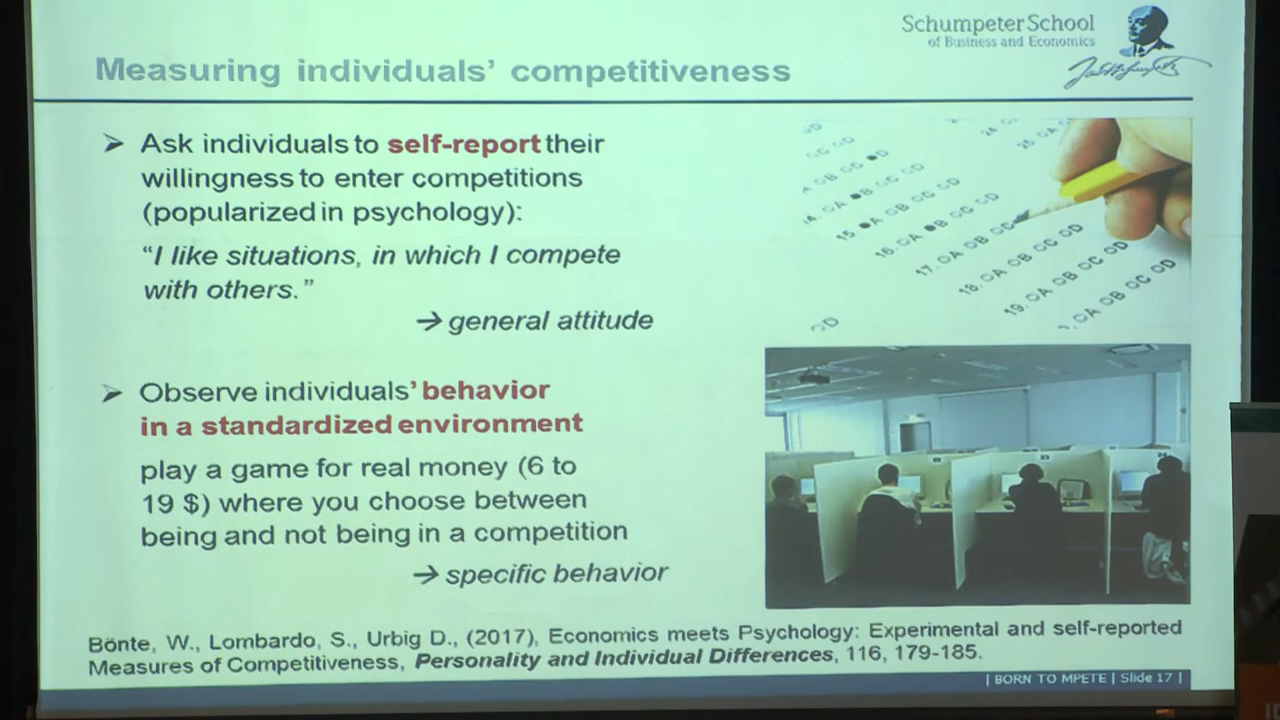 Schumpeter School
of Business and Economics
Measuring individuals’ competitiveness
➢ Ask individuals to self-report their
willingness to enter competitions
(popularized in psychology):
“I like situations, in which I compete
with others.”
→ general attitude
➢ Observe individuals’ behavior
in a standardized environment
play a game for real money (6 to
19 $) where you choose between
being and not being in a competition
→ specific behavior
Bönte, W., Lombardo, S., Urbig D., (2017), Economics meets Psychology: Experimental and self-reported
Measures of Competitiveness, Personality and Individual Differences, 116, 179-185.
| BORN TO MPETE | Slide 17 |